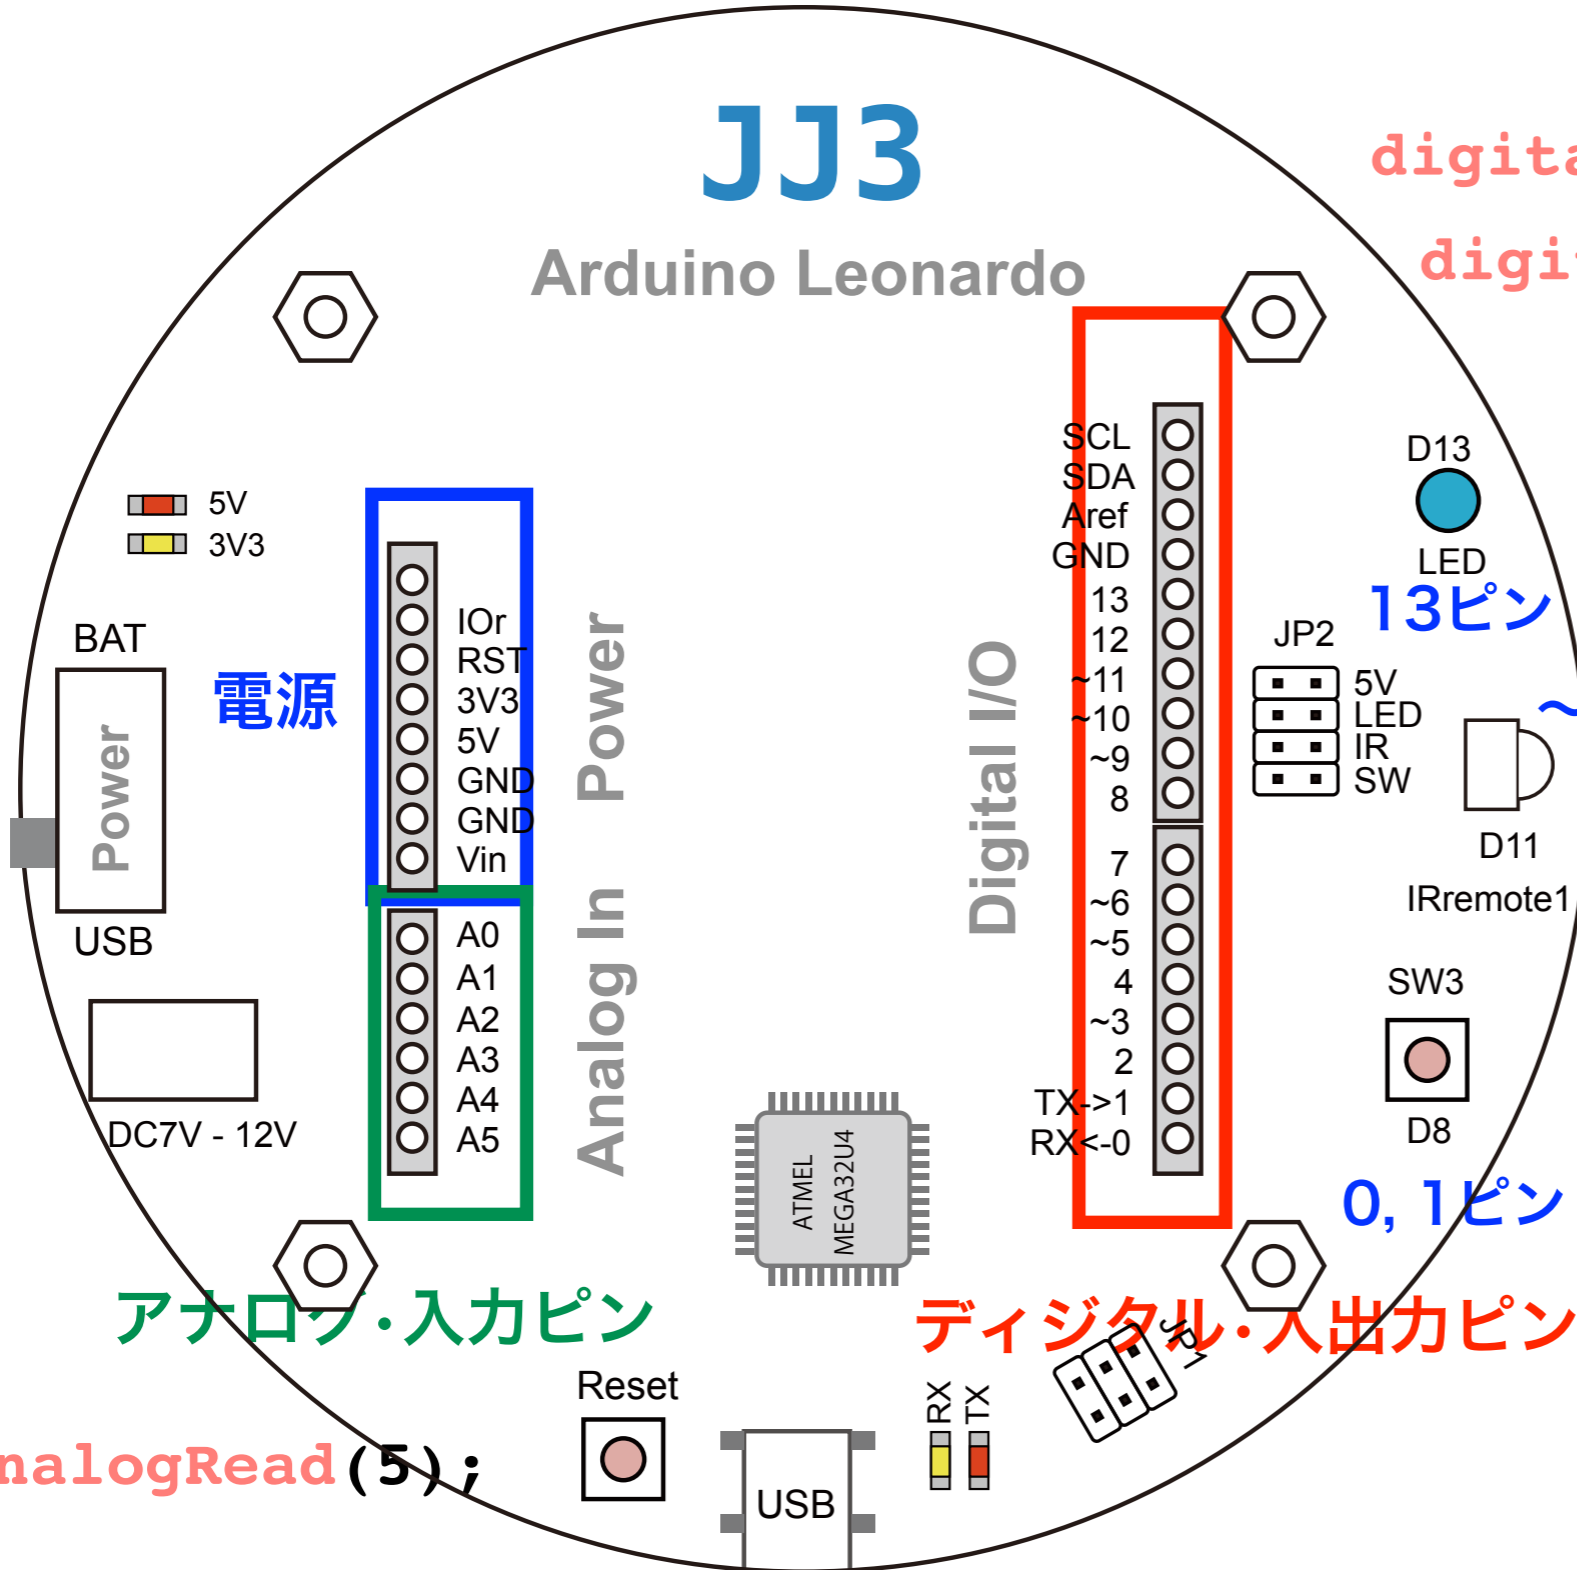 JJ3
Arduino Leonardo
digita
digit
5V
3V3
BAT
Power
USB
DC7V - 12V
電源
IOr
RST
3V3
5V
GND
GND
Vin
Power
A0
A1
A2
A3
A4
A5
Analog In
Digital I/O
SCL
SDA
Aref
GND
13
12
~11
~10
~9
8
7
~6
~5
4
~3
2
TX->1
RX<-0
D13
LED
13ピン
JP2
5V
LED
IR
SW
~
D11
IRremote1
SW3
D8
0, 1ピン
ATMEL
MEGA32U4
アナログ・入力ピン
ディジタル・入出力ピン
JP1
Reset
RX
TX
USB
nalogRead(5);